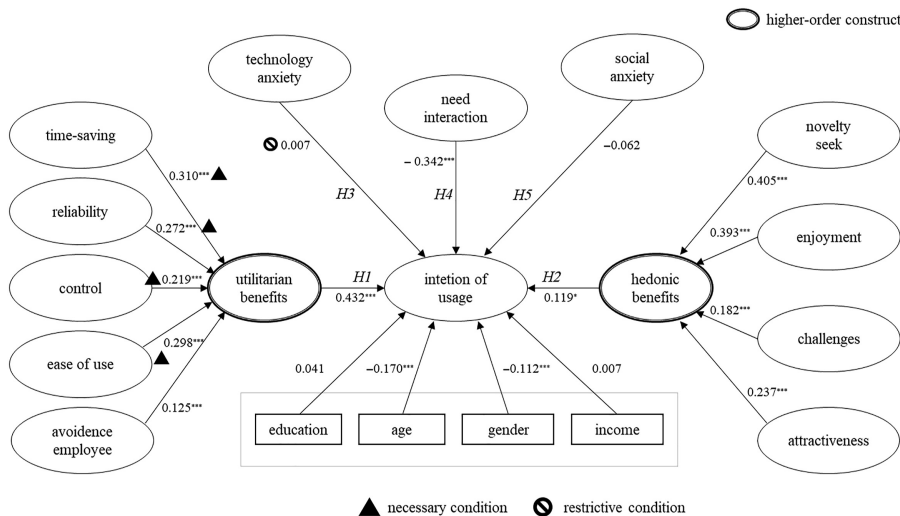 higher-order construct
technology
anxiety
social
anxiety
need
interaction
time-saving
novelty
seek
0.007
−0.062
− 0.342***
0.310***
0.405***
H3
H4
H5
reliability
0.272***
0.393***
enjoyment
control
0.219***
utilitarian
benefits
H1
0.432***
intetion of
usage
H2
0.119*
hedonic
benefits
0.182***
challenges
ease of use
0.298***
0.041
−0.170***
−0.112***
0.007
0.237***
0.125***
avoidence
employee
education
age
gender
income
attractiveness
necessary condition
restrictive condition